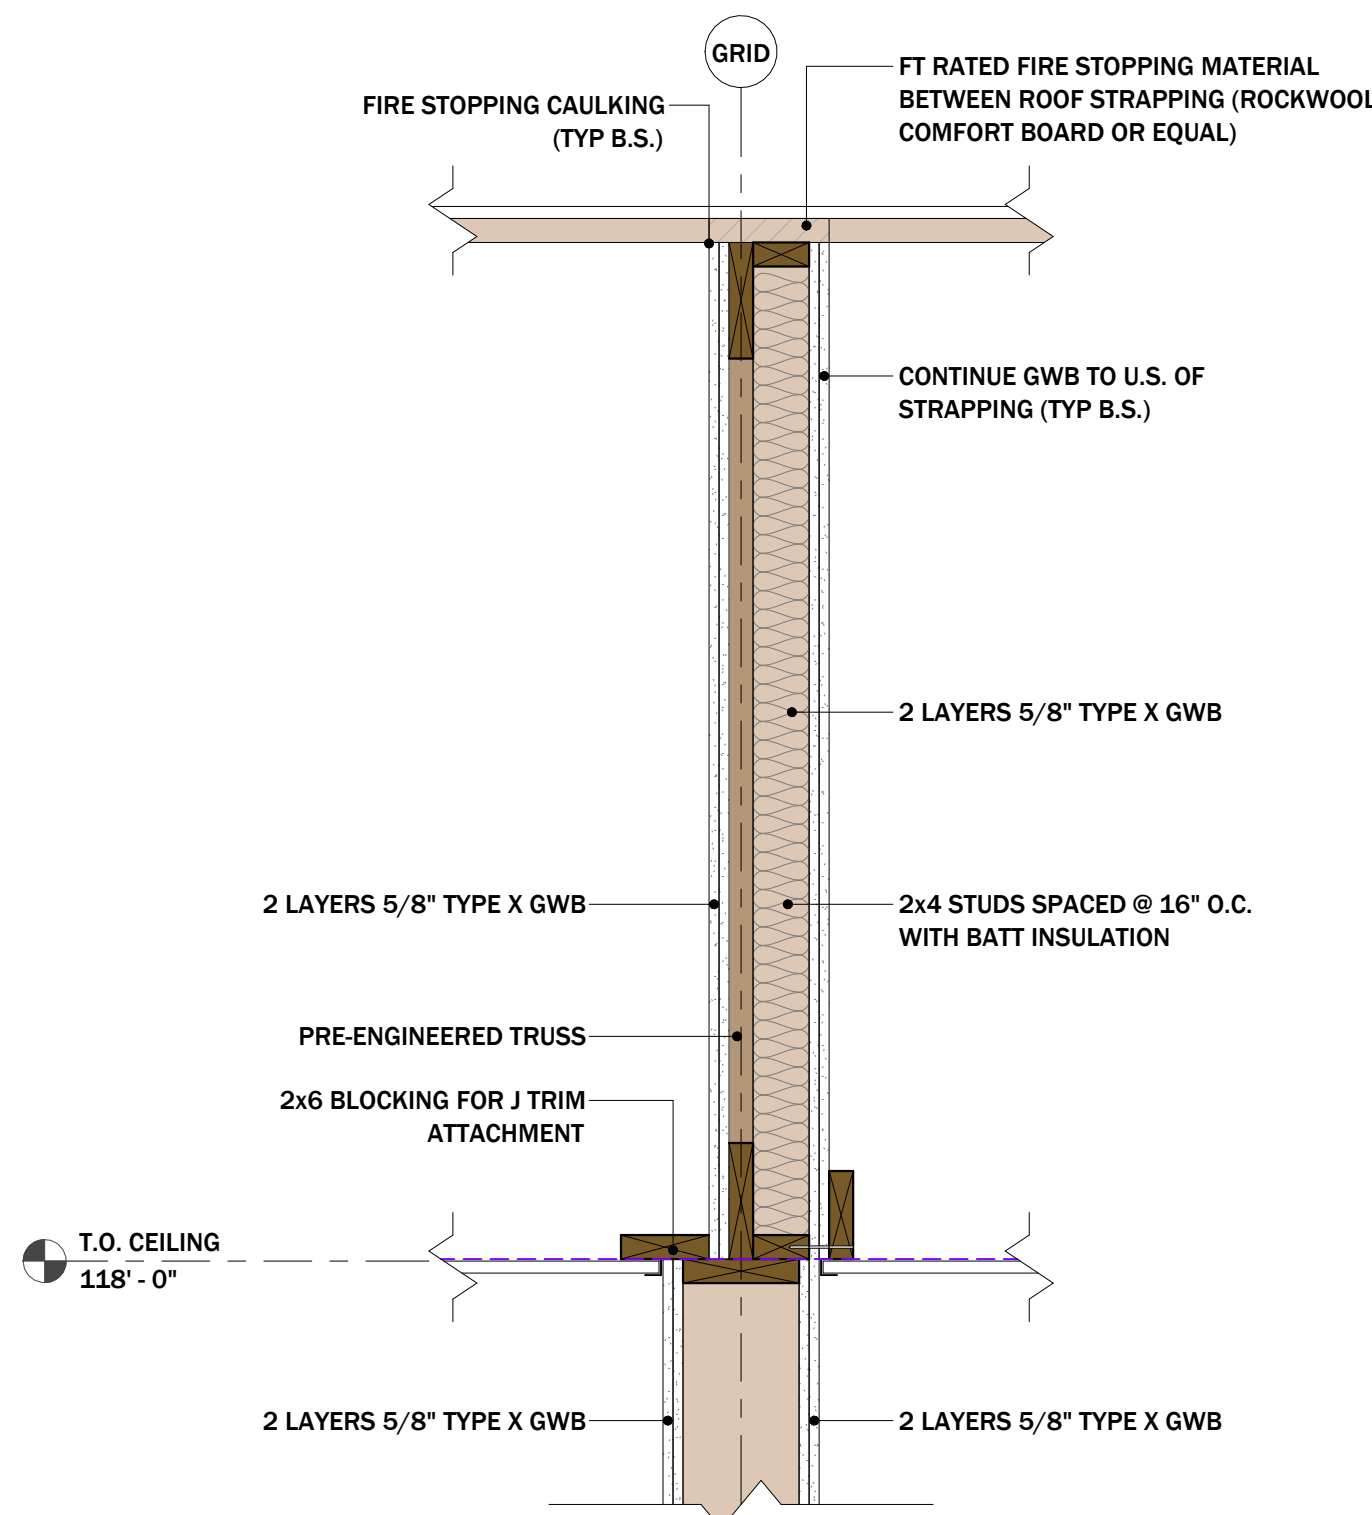 GRID
FIRE STOPPING CAULKING
(TYP B.S.)
FT RATED FIRE STOPPING MATERIAL
BETWEEN ROOF STRAPPING (ROCKWOOL
COMFORT BOARD OR EQUAL)
CONTINUE GWB TO U.S. OF
STRAPPING (TYP B.S.)
2 LAYERS 5/8" TYPE X GWB
2 LAYERS 5/8" TYPE X GWB
2x4 STUDS SPACED @ 16" O.C.
WITH BATT INSULATION
PRE-ENGINEERED TRUSS
2x6 BLOCKING FOR J TRIM
ATTACHMENT
T.O. CEILING
118' - 0"
2 LAYERS 5/8" TYPE X GWB
2 LAYERS 5/8" TYPE X GWB